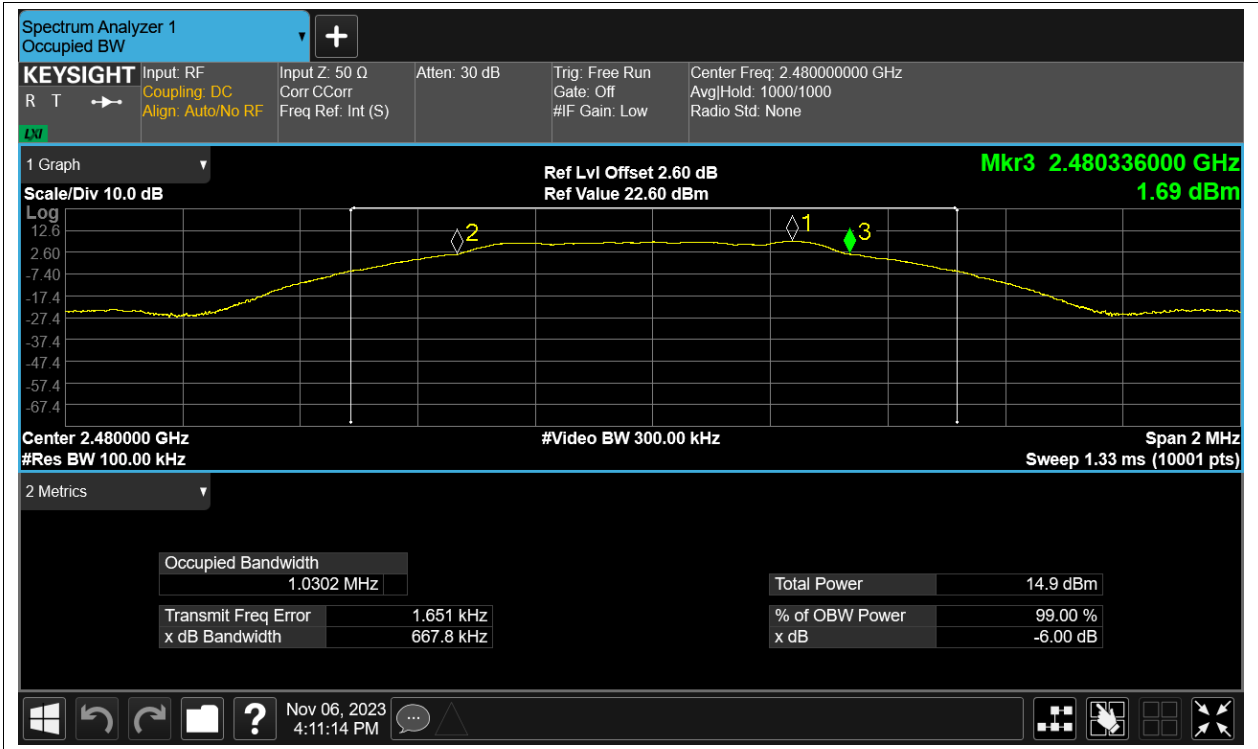 Spectrum Analyzer 1
Occupied BW
KEYSIGHT
R T
LXI
Input: RF
Coupling: DC
Align: Auto/No RF
Input Z: 50 Ω
Corr CCorr
Freq Ref: Int (S)
Atten: 30 dB
Trig: Free Run
Gate: Off
#IF Gain: Low
Center Freq: 2.480000000 GHz
Avg|Hold: 1000/1000
Radio Std: None
1 Graph
Scale/Div 10.0 dB
Ref Lvl Offset 2.60 dB
Ref Value 22.60 dBm
Mkr3 2.480336000 GHz
1.69 dBm
Log
12.6
2.60
-7.40
-17.4
-27.4
-37.4
-47.4
-57.4
-67.4
2
1
3
Center 2.480000 GHz
#Res BW 100.00 kHz
#Video BW 300.00 kHz
Span 2 MHz
Sweep 1.33 ms (10001 pts)
2 Metrics
Occupied Bandwidth
1.0302 MHz
Transmit Freq Error 1.651 kHz
x dB Bandwidth 667.8 kHz
Total Power 14.9 dBm
% of OBW Power 99.00 %
x dB -6.00 dB
?
Nov 06, 2023
4:11:14 PM